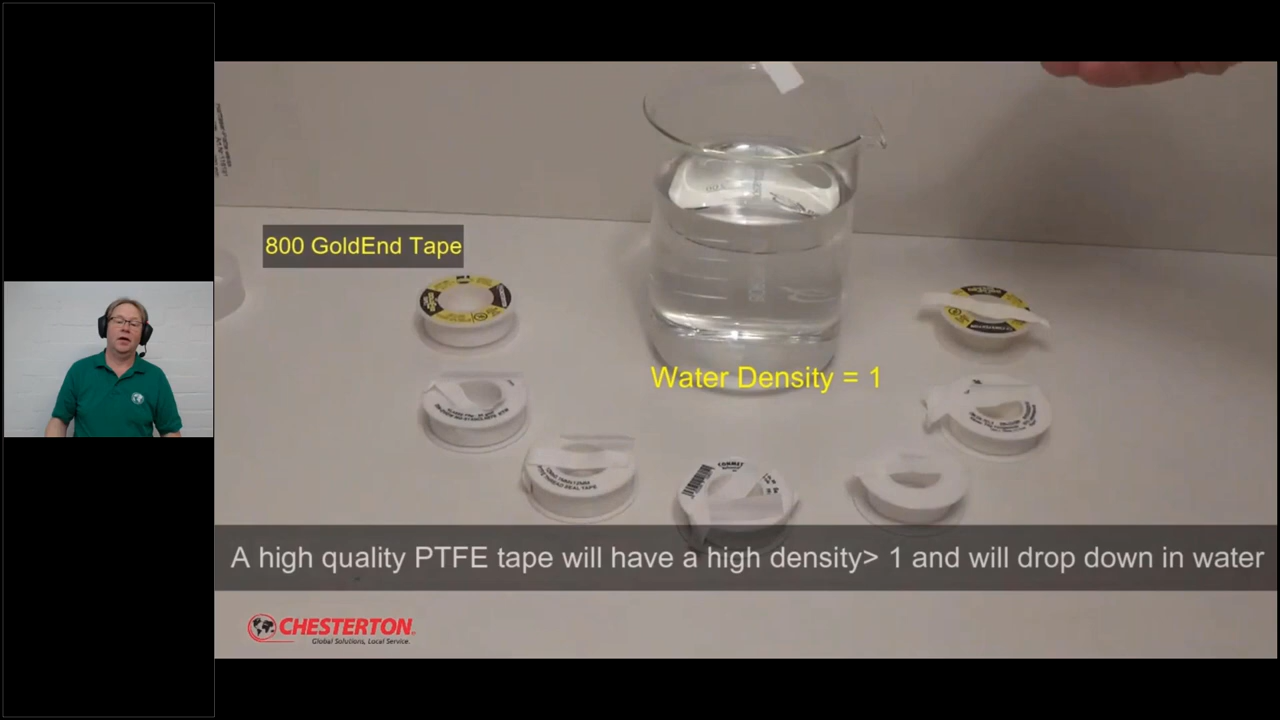 800 GoldEnd Tape
Water Density = 1
A high quality PTFE tape will have a high density> 1 and will drop down in water
CHESTERTON
Global Solutions, Local Service.